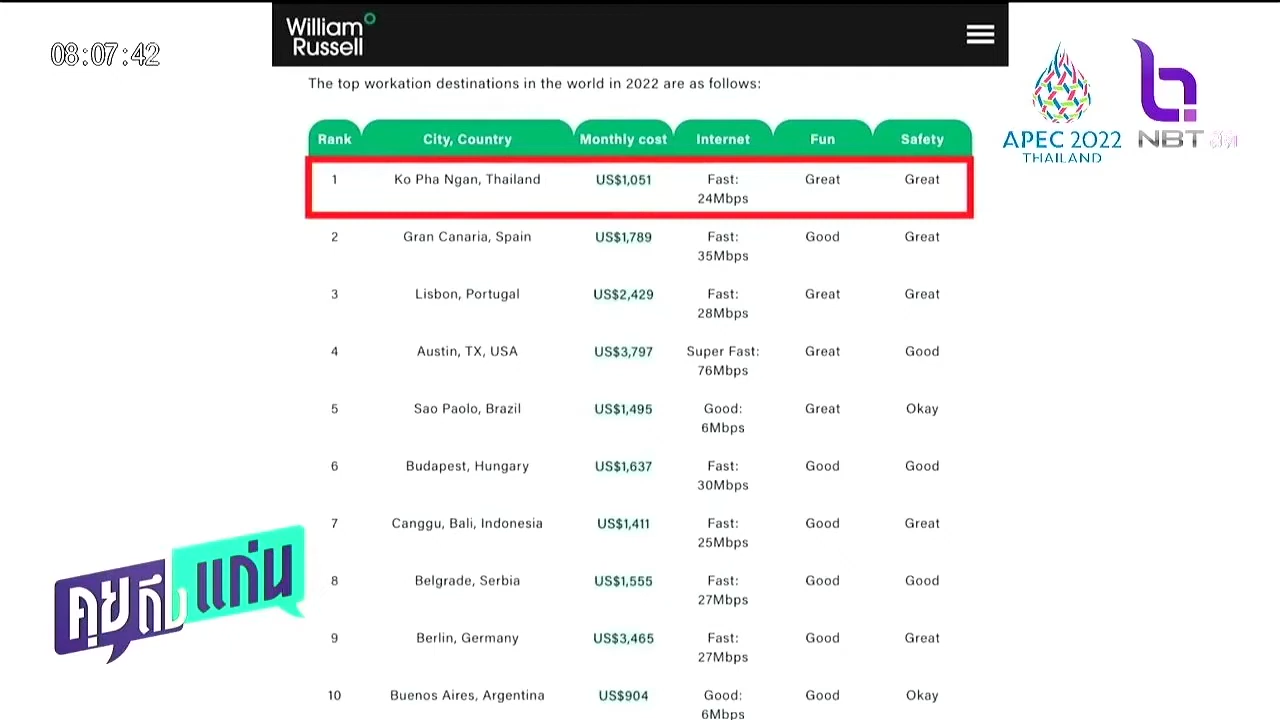 08:07:42
William
Russell
APEC 2022
THAILAND
NBT
The top workation destinations in the world in 2022 are as follows:
Rank City, Country Monthly cost Internet Fun Safety
1 Ko Pha Ngan, Thailand US$1,051 Fast: 24Mbps Great Great
2 Gran Canaria, Spain US$1,789 Fast: 35Mbps Good Great
3 Lisbon, Portugal US$2,429 Fast: 28Mbps Great Great
4 Austin, TX, USA US$3,797 Super Fast: 76Mbps Great Good
5 Sao Paolo, Brazil US$1,495 Good: 6Mbps Great Okay
6 Budapest, Hungary US$1,637 Fast: 30Mbps Good Good
7 Canggu, Bali, Indonesia US$1,411 Fast: 25Mbps Good Great
8 Belgrade, Serbia US$1,555 Fast: 27Mbps Good Good
9 Berlin, Germany US$3,465 Fast: 27Mbps Good Great
10 Buenos Aires, Argentina US$904 Good: 6Mbps Good Okay
คุยถึงแก่น